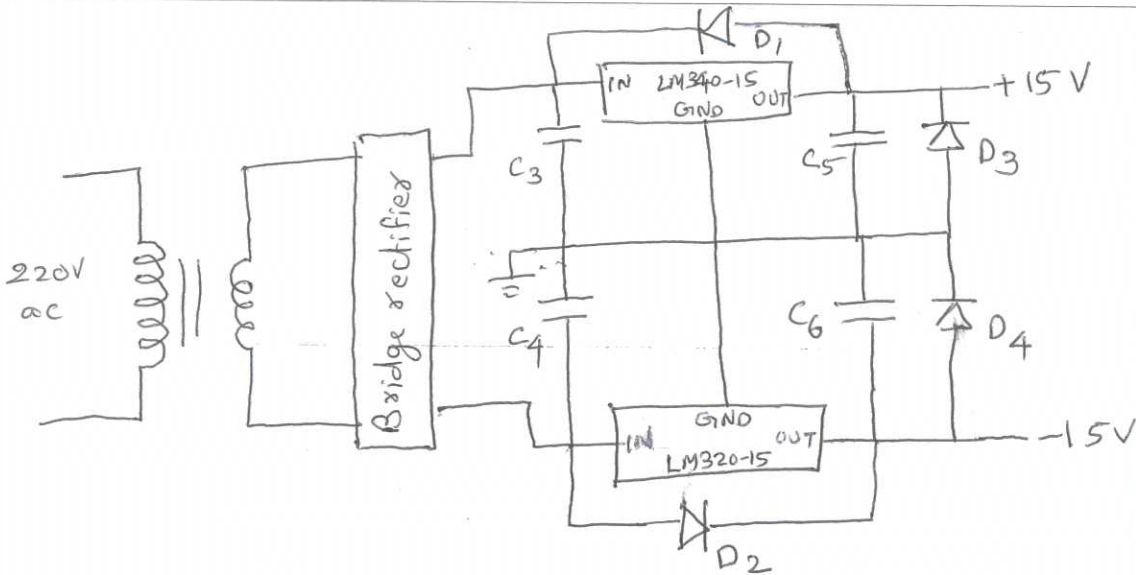 D1
IN LM340-15 OUT
GND
+15 V
C3
C5
D3
220V
ac
Bridge rectifier
C4
C6
D4
GND
IN OUT
LM320-15
-15V
D2